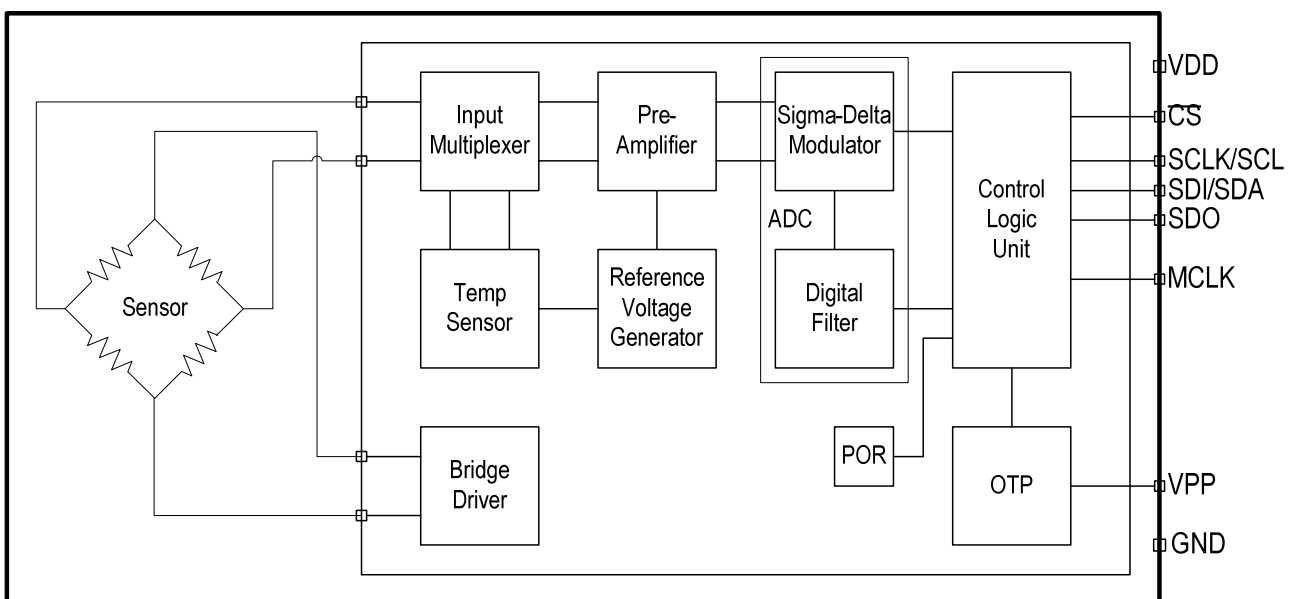 VDD
CS
SCLK/SCL
SDI/SDA
SDO
MCLK
VPP
GND
Input
Multiplexer
Pre-
Amplifier
Sigma-Delta
Modulator
Control
Logic
Unit
ADC
Sensor
Temp
Sensor
Reference
Voltage
Generator
Digital
Filter
Bridge
Driver
POR
OTP